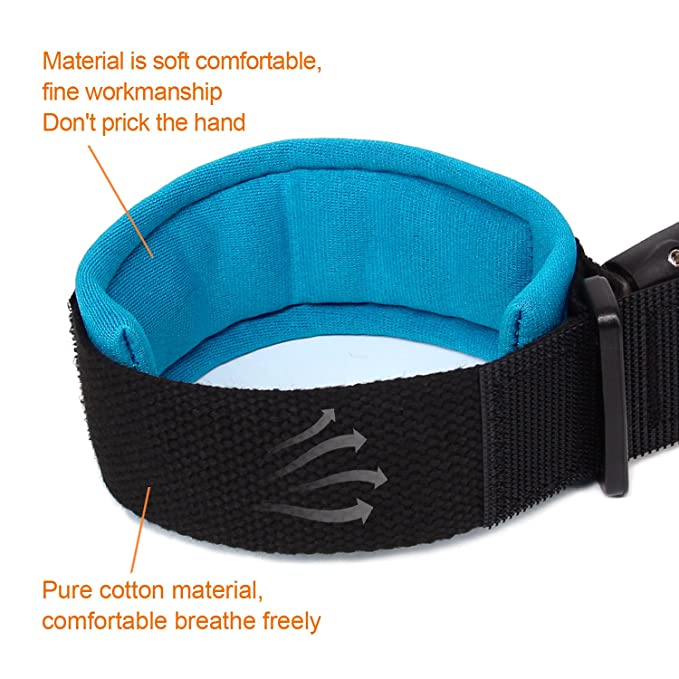 Material is soft comfortable,
fine workmanship
Don't prick the hand
Pure cotton material,
comfortable breathe freely